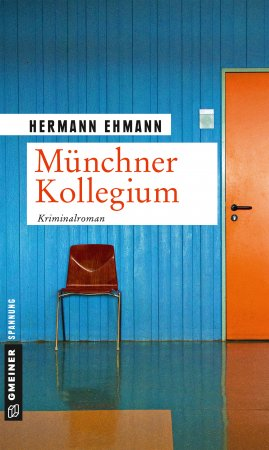 HERMANN EHMANN
Münchner
Kollegium
Kriminalroman
GMEINER SPANNUNG